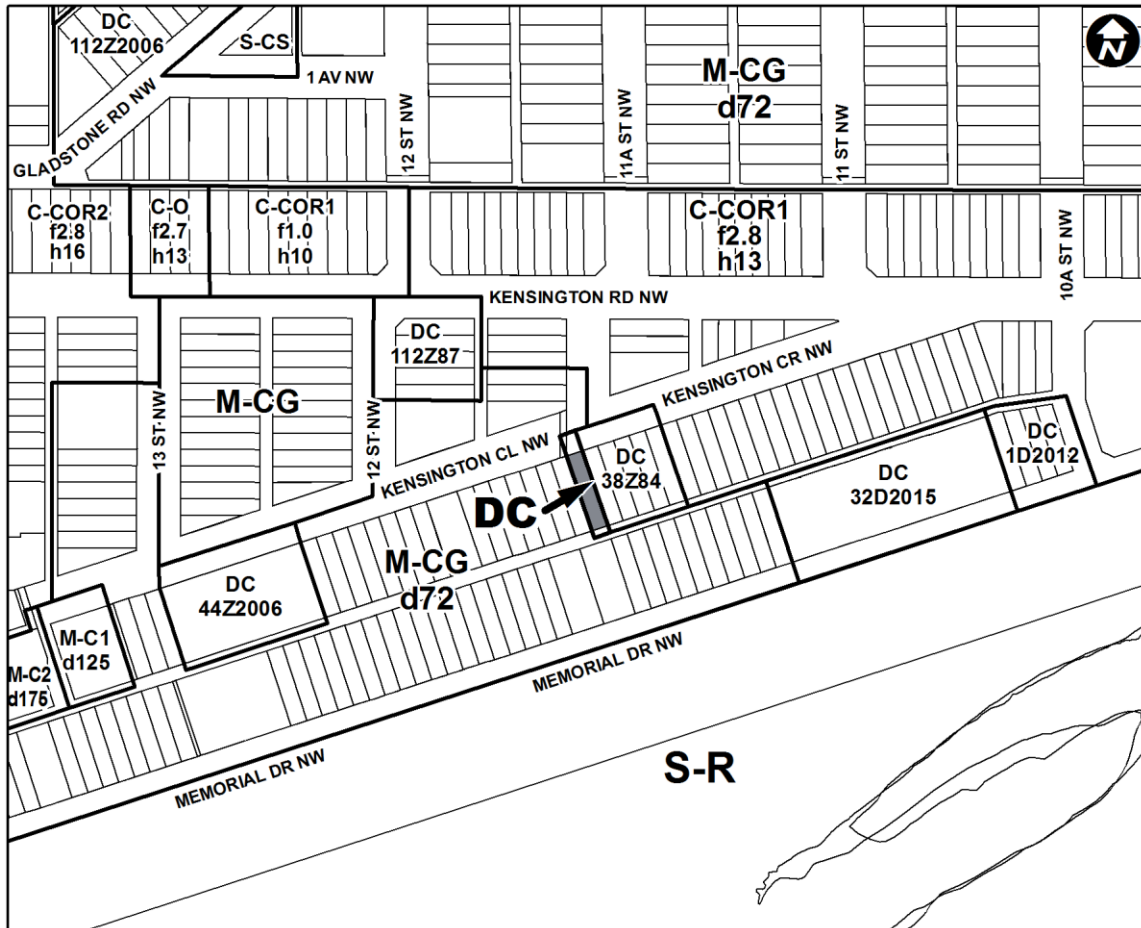 DC
112Z2006
S-CS
N
1 AV NW
M-CG
d72
GLADSTONE RD NW
12 ST NW
11A ST NW
11 ST NW
C-COR2
f2.8
h16
C-O
f2.7
h13
C-COR1
f1.0
h10
C-COR1
f2.8
h13
10A ST NW
KENSINGTON RD NW
DC
112Z87
M-CG
13 ST NW
12 ST NW
KENSINGTON CR NW
KENSINGTON CL NW
DC
38Z84
DC
DC
1D2012
DC
32D2015
M-CG
d72
DC
44Z2006
M-C1
d125
M-C2
d175
MEMORIAL DR NW
MEMORIAL DR NW
S-R